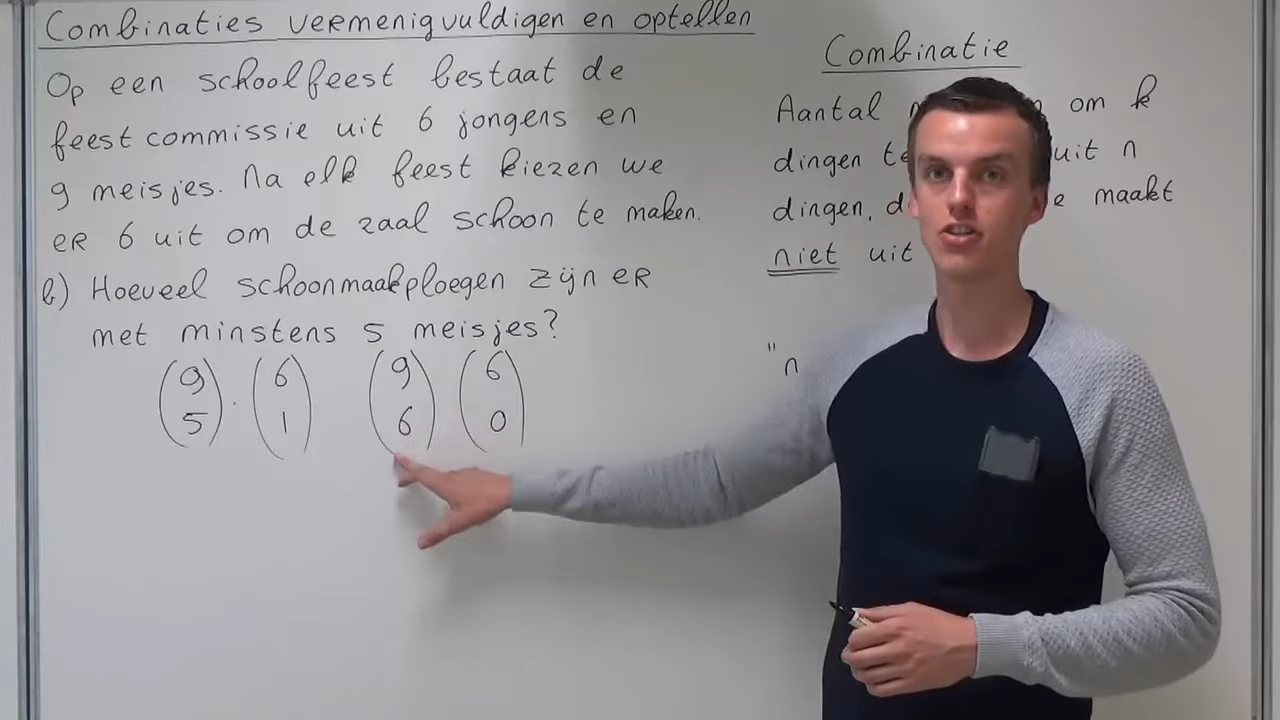 Combinaties vermenigvuldigen en optellen
Op een schoolfeest bestaat de
feestcommissie uit 6 jongens en
9 meisjes. Na elk feest kiezen we
er 6 uit om de zaal schoon te maken.
b) Hoeveel schoonmaakploegen zijn er
met minstens 5 meisjes?
(9 5) · (6 1) (9 6) (6 0)
Combinatie
Aantal om k
dingen uit n
dingen, maakt
niet uit
"n